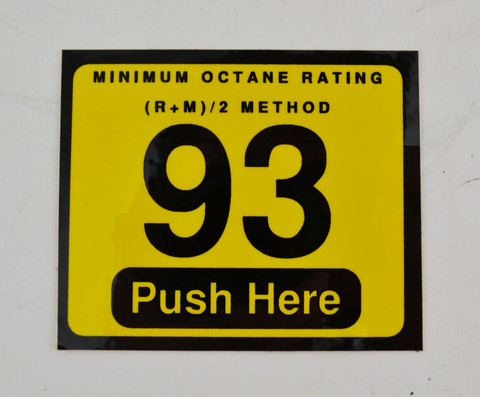 MINIMUM OCTANE RATING
(R+M)/2 METHOD
93
Push Here